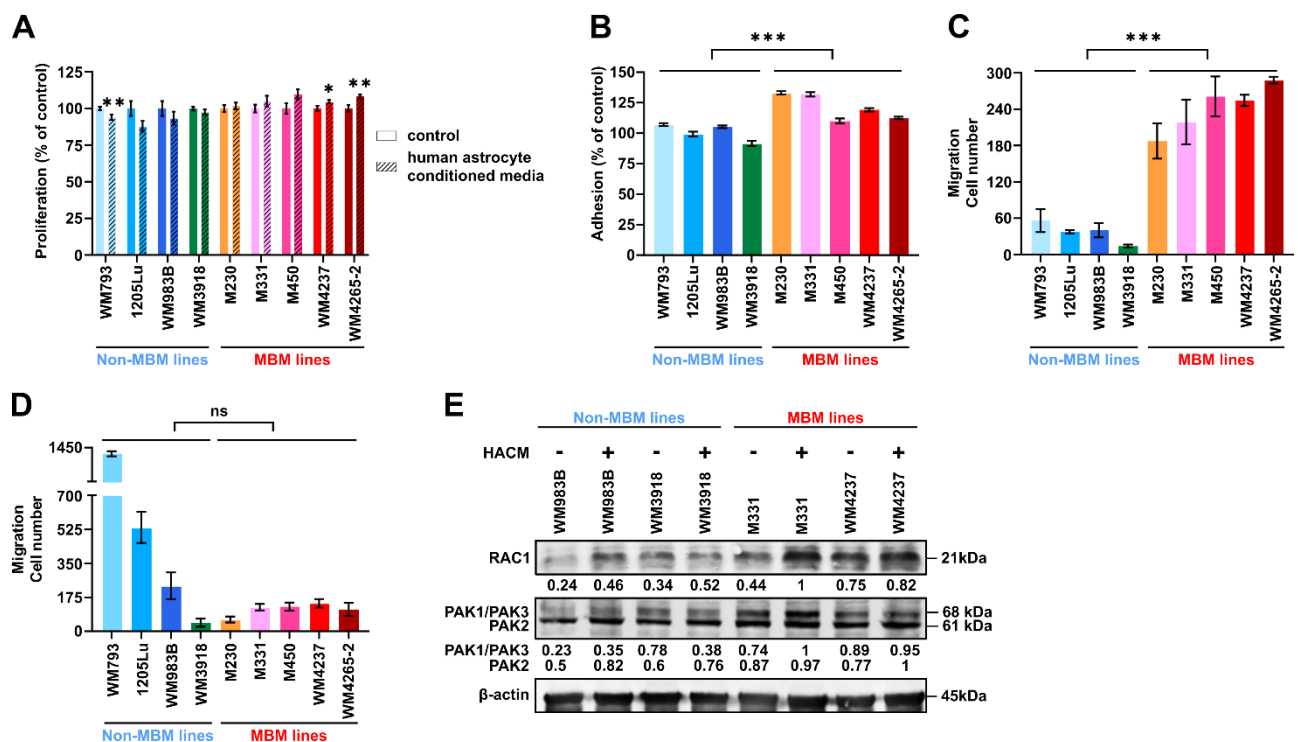 A
Proliferation (% of control)
125
100
75
50
25
0
**
*
**
control
human astrocyte
conditioned media
WM793
1205Lu
WM983B
WM3918
M230
M331
M450
WM4237
WM4265-2
Non-MBM lines
MBM lines
B
***
Adhesion (% of control)
150
125
100
75
50
25
0
WM793
1205Lu
WM983B
WM3918
M230
M331
M450
WM4237
WM4265-2
Non-MBM lines
MBM lines
C
***
Migration
Cell number
300
240
180
120
60
0
WM793
1205Lu
WM983B
WM3918
M230
M331
M450
WM4237
WM4265-2
Non-MBM lines
MBM lines
D
ns
Migration
Cell number
1450
700
525
350
175
0
WM793
1205Lu
WM983B
WM3918
M230
M331
M450
WM4237
WM4265-2
Non-MBM lines
MBM lines
E
Non-MBM lines
MBM lines
HACM - + - + - + - +
WM983B
WM983B
WM3918
WM3918
M331
M331
WM4237
WM4237
RAC1
21kDa
0.24 0.46 0.34 0.52 0.44 1 0.75 0.82
PAK1/PAK3
68 kDa
PAK2
61 kDa
PAK1/PAK3 0.23 0.35 0.78 0.38 0.74 1 0.89 0.95
PAK2 0.5 0.82 0.6 0.76 0.87 0.97 0.77 1
β-actin
45kDa